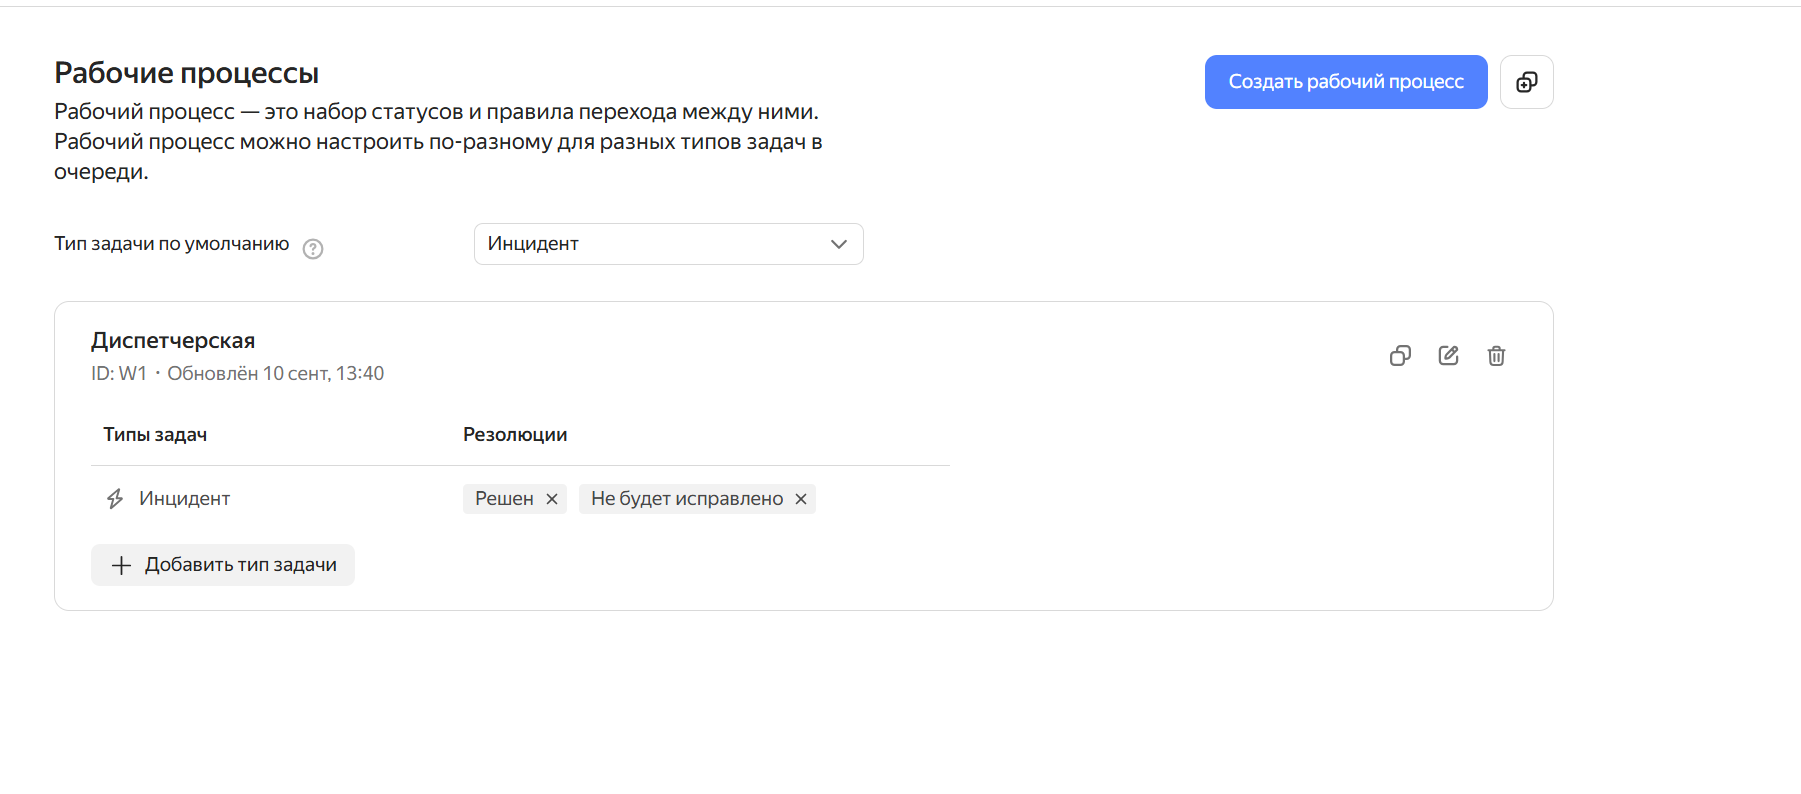 Рабочие процессы
Создать рабочий процесс
Рабочий процесс — это набор статусов и правила перехода между ними.
Рабочий процесс можно настроить по-разному для разных типов задач в
очереди.
Тип задачи по умолчанию ?
Инцидент
Диспетчерская
ID: W1 · Обновлён 10 сент, 13:40
Типы задач Резолюции
Инцидент Решен Не будет исправлено
Добавить тип задачи